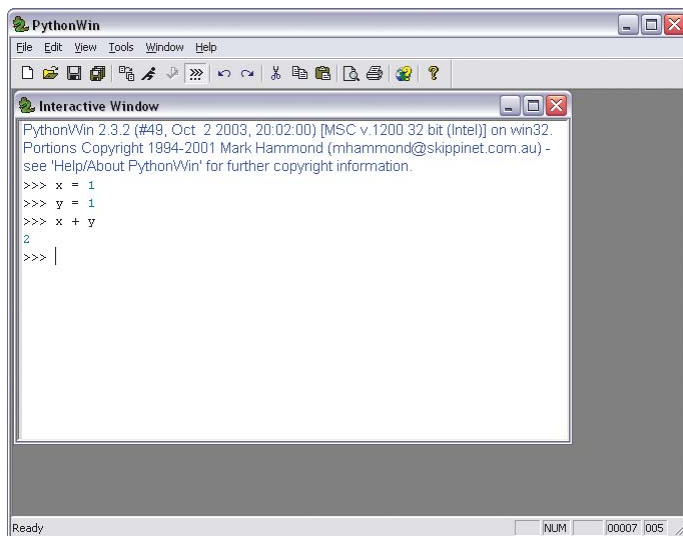 PythonWin
File Edit View Tools Window Help
Interactive Window
PythonWin 2.3.2 (#49, Oct  2 2003, 20:02:00) [MSC v.1200 32 bit (Intel)] on win32.
Portions Copyright 1994-2001 Mark Hammond (mhammond@skippinet.com.au) -
see 'Help/About PythonWin' for further copyright information.
>>> x = 1
>>> y = 1
>>> x + y
2
>>>
Ready NUM 00007 005